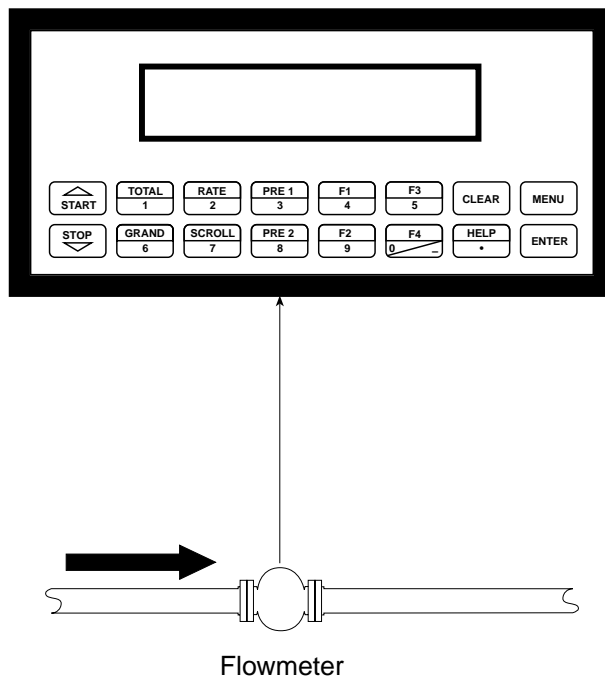 TOTAL RATE PRE 1 F1 F3
START 1 2 3 4 5 CLEAR MENU
STOP GRAND SCROLL PRE 2 F2 F4 HELP ENTER
6 7 8 9 0 – •
Flowmeter